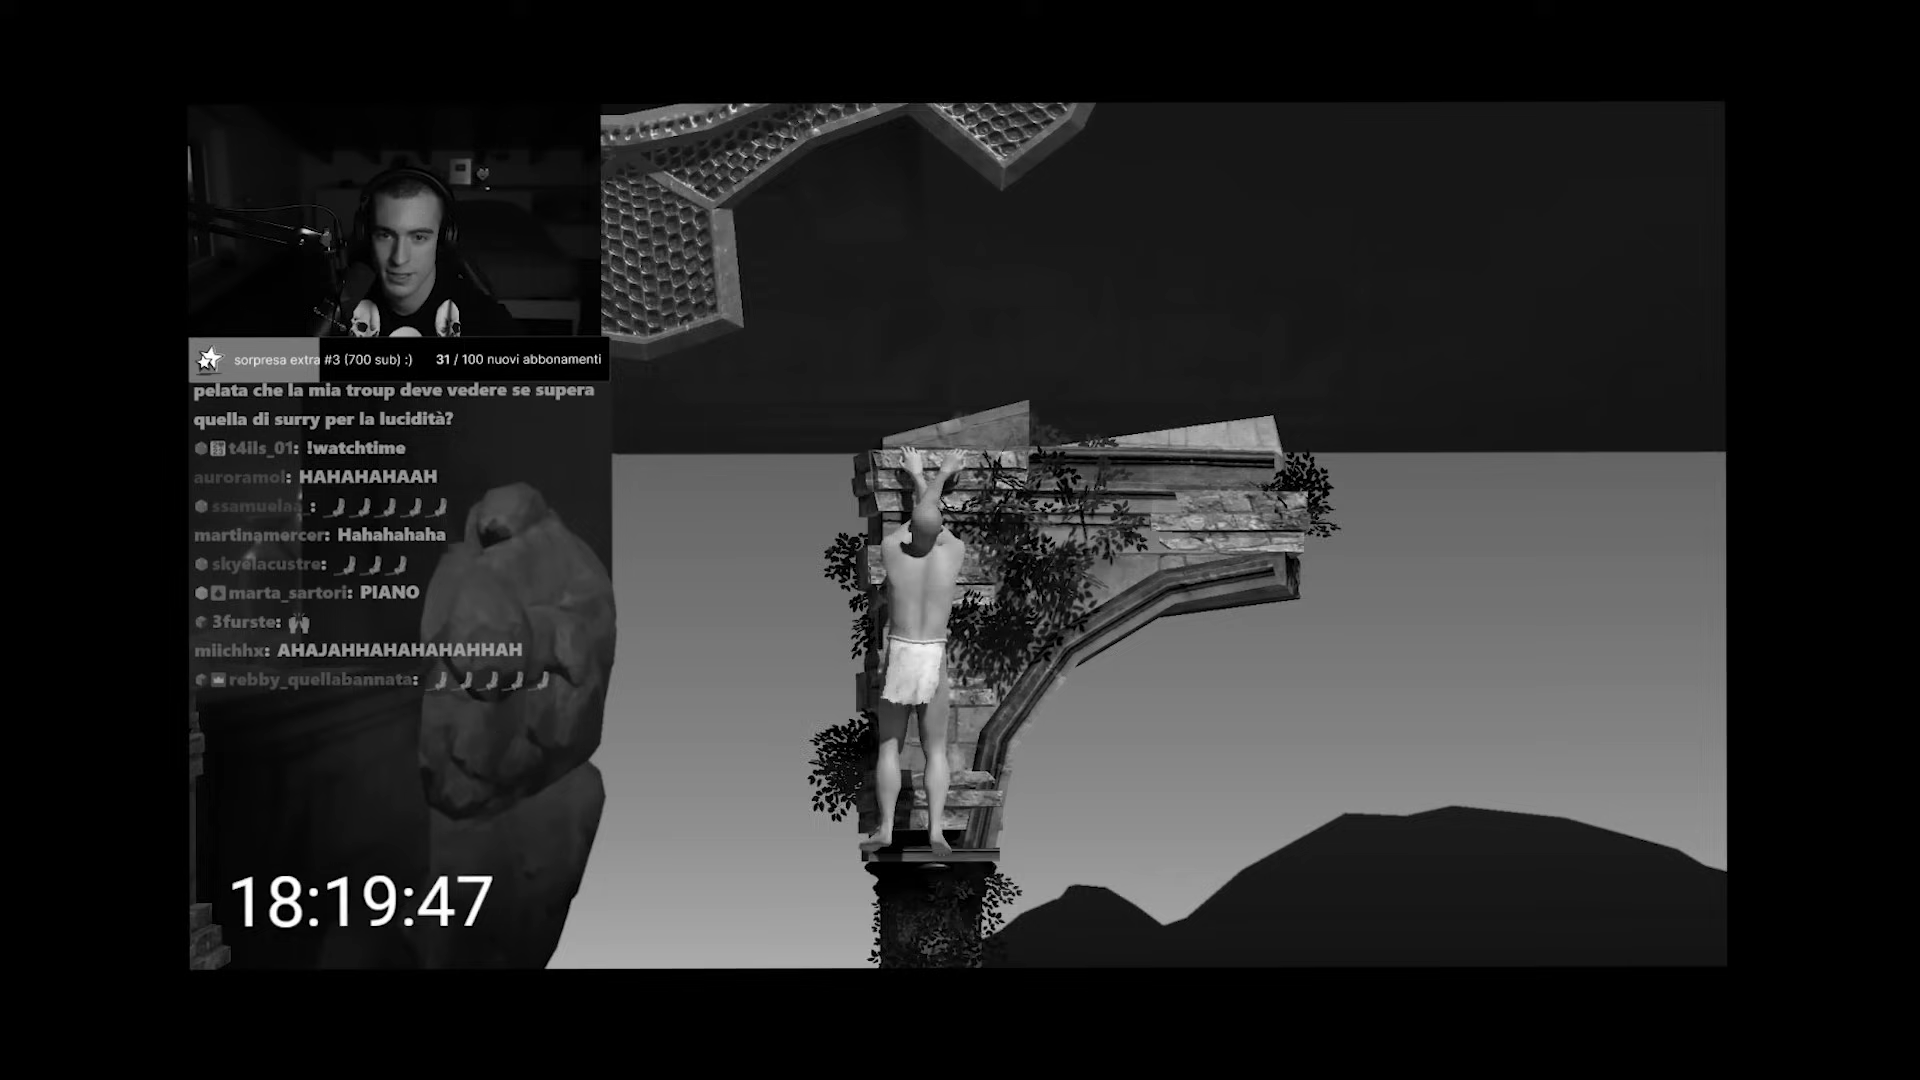 sorpresa extra #3 (700 sub) :) 31 / 100 nuovi abbonamenti
pelata che la mia troup deve vedere se supera
quella di surry per la lucidità?
t4ils_01: !watchtime
auroramol: HAHAHAHAAH
ssamuelaa_:
martinamercer: Hahahahaha
skyelacustre:
marta_sartori: PIANO
3furste:
miichhx: AHAJAHHAHAHAHAHHAH
rebby_quellabannata:
18:19:47